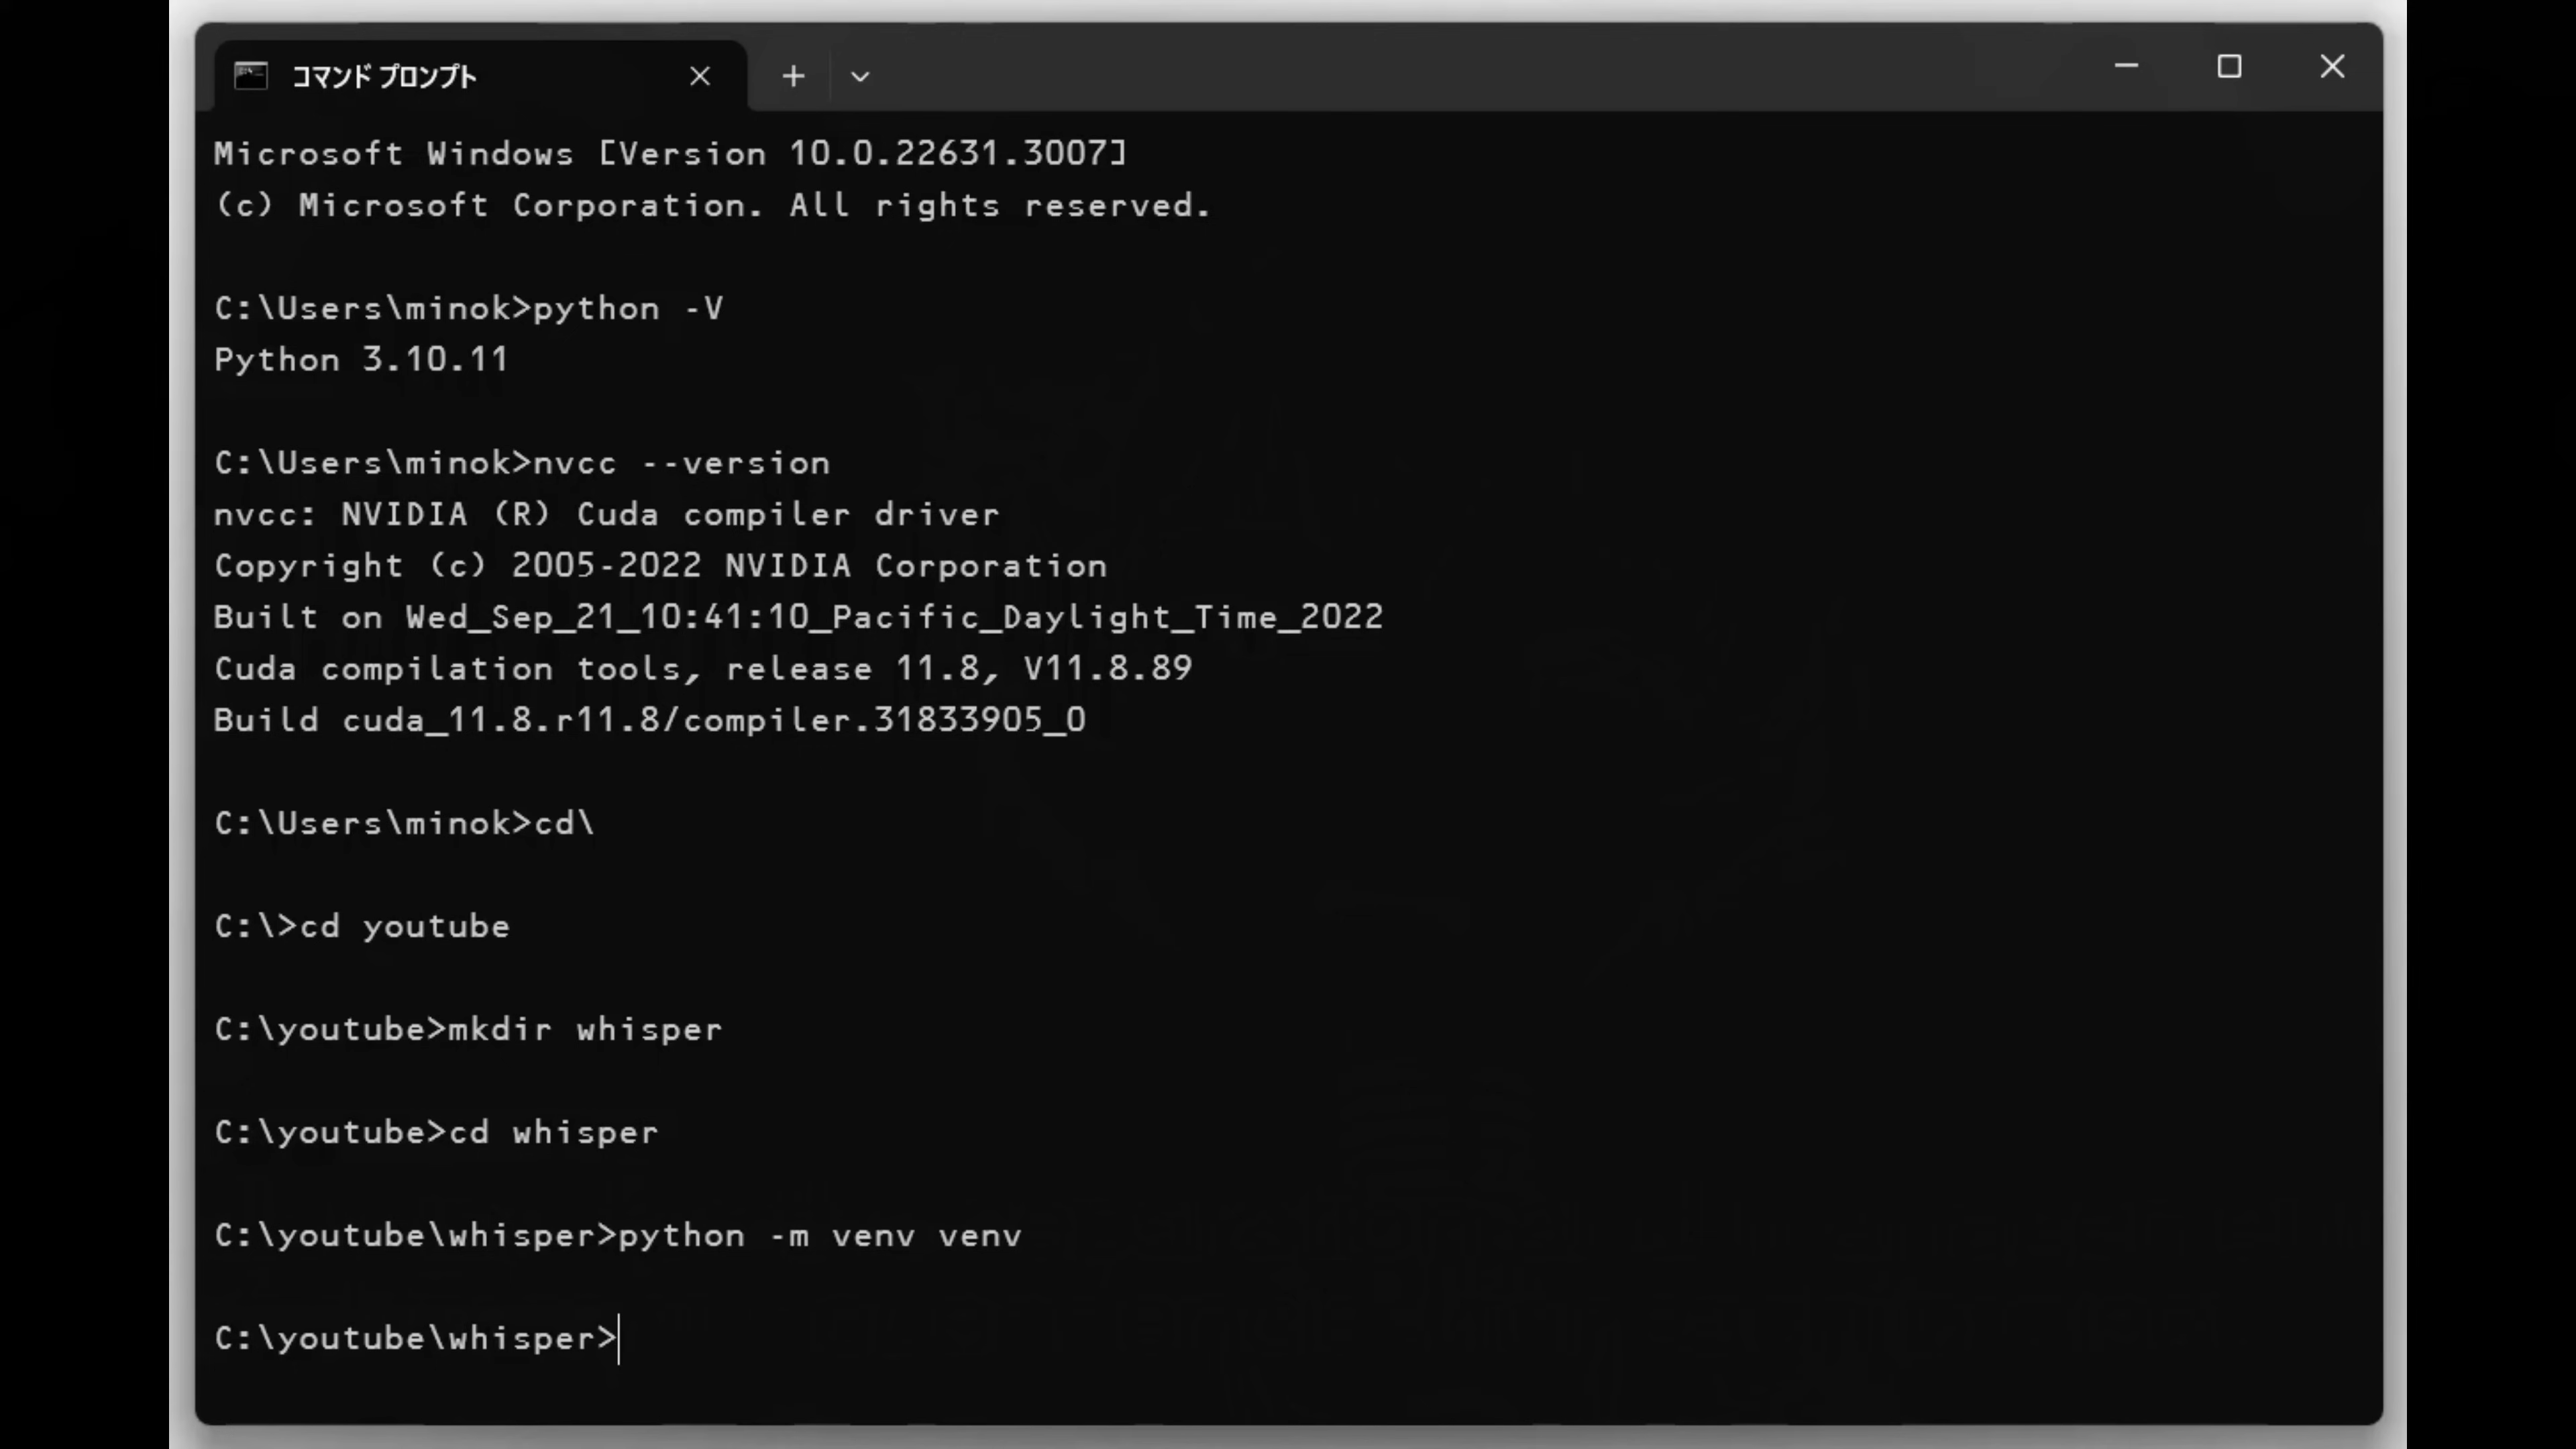 コマンド プロンプト
Microsoft Windows [Version 10.0.22631.3007]
(c) Microsoft Corporation. All rights reserved.
C:\Users\minok>python -V
Python 3.10.11
C:\Users\minok>nvcc --version
nvcc: NVIDIA (R) Cuda compiler driver
Copyright (c) 2005-2022 NVIDIA Corporation
Built on Wed_Sep_21_10:41:10_Pacific_Daylight_Time_2022
Cuda compilation tools, release 11.8, V11.8.89
Build cuda_11.8.r11.8/compiler.31833905_0
C:\Users\minok>cd\
C:\>cd youtube
C:\youtube>mkdir whisper
C:\youtube>cd whisper
C:\youtube\whisper>python -m venv venv
C:\youtube\whisper>